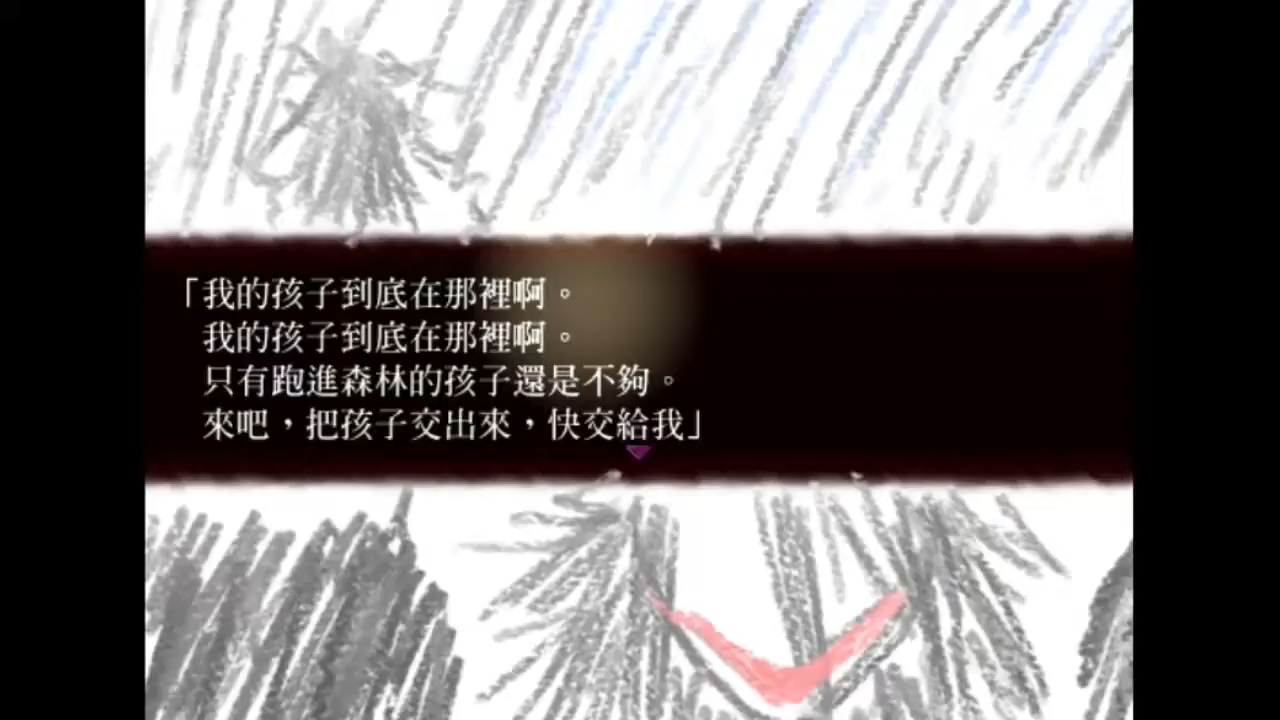 「我的孩子到底在那裡啊。
我的孩子到底在那裡啊。
只有跑進森林的孩子還是不夠。
來吧，把孩子交出來，快交給我」